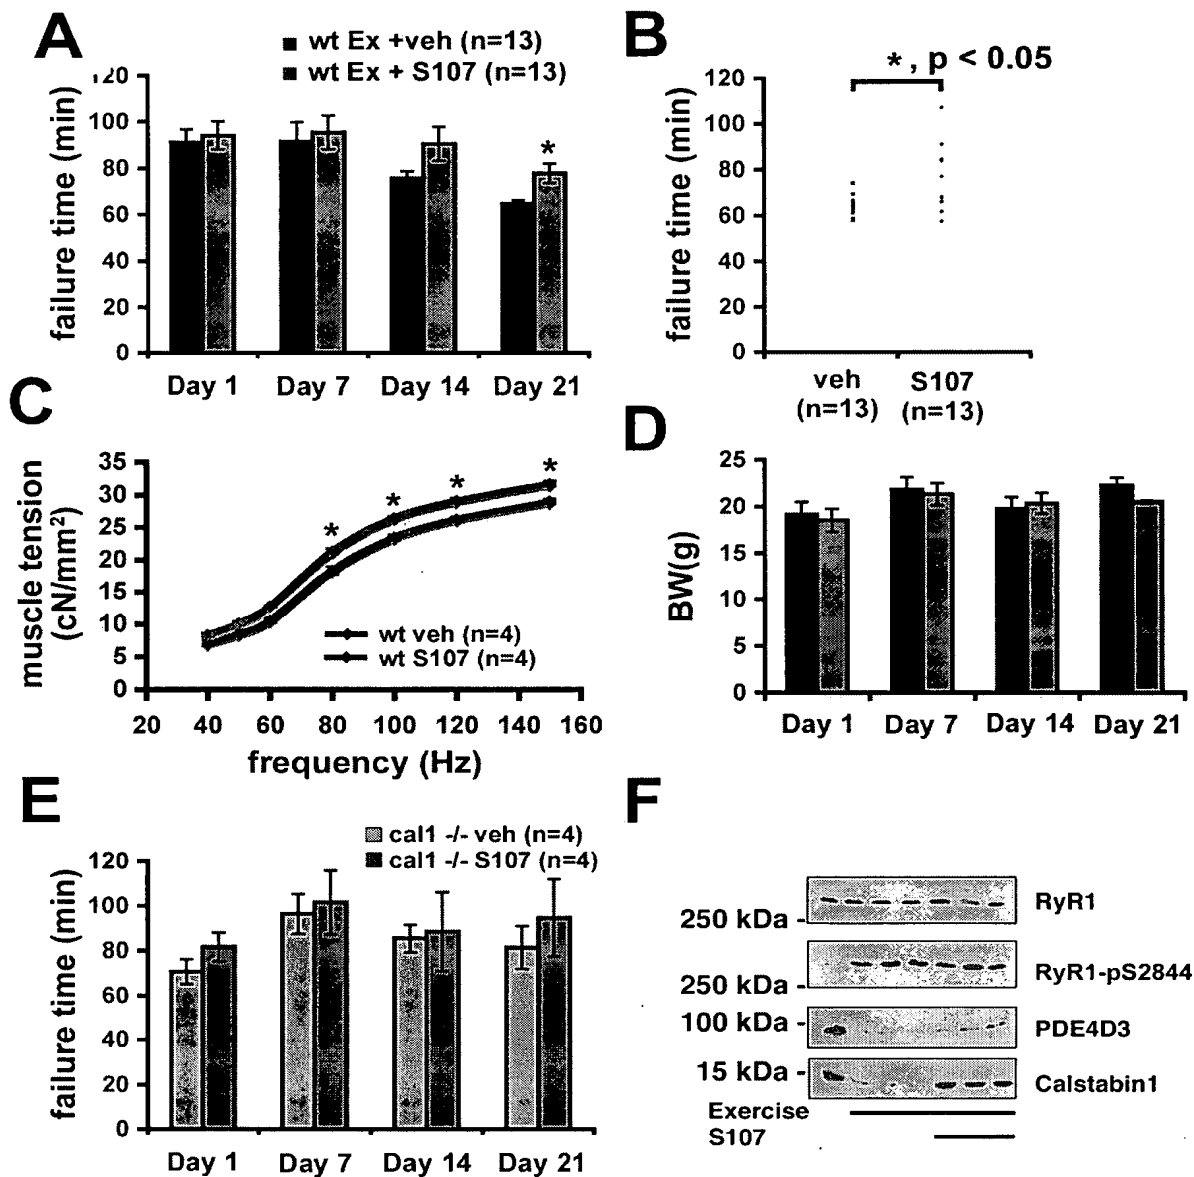 A
wt Ex +veh (n=13)
wt Ex + S107 (n=13)
failure time (min)
120
100
80
60
40
20
0
*
Day 1
Day 7
Day 14
Day 21
B
*, p < 0.05
failure time (min)
120
100
80
60
40
20
0
veh
(n=13)
S107
(n=13)
C
muscle tension
(cN/mm²)
35
30
25
20
15
10
5
0
* * * *
wt veh (n=4)
wt S107 (n=4)
20 40 60 80 100 120 140 160
frequency (Hz)
D
BW(g)
25
20
15
10
5
0
Day 1
Day 7
Day 14
Day 21
E
cal1 -/- veh (n=4)
cal1 -/- S107 (n=4)
failure time (min)
120
100
80
60
40
20
0
Day 1
Day 7
Day 14
Day 21
F
RyR1
250 kDa -
RyR1-pS2844
250 kDa -
100 kDa -
PDE4D3
15 kDa -
Calstabin1
Exercise
S107